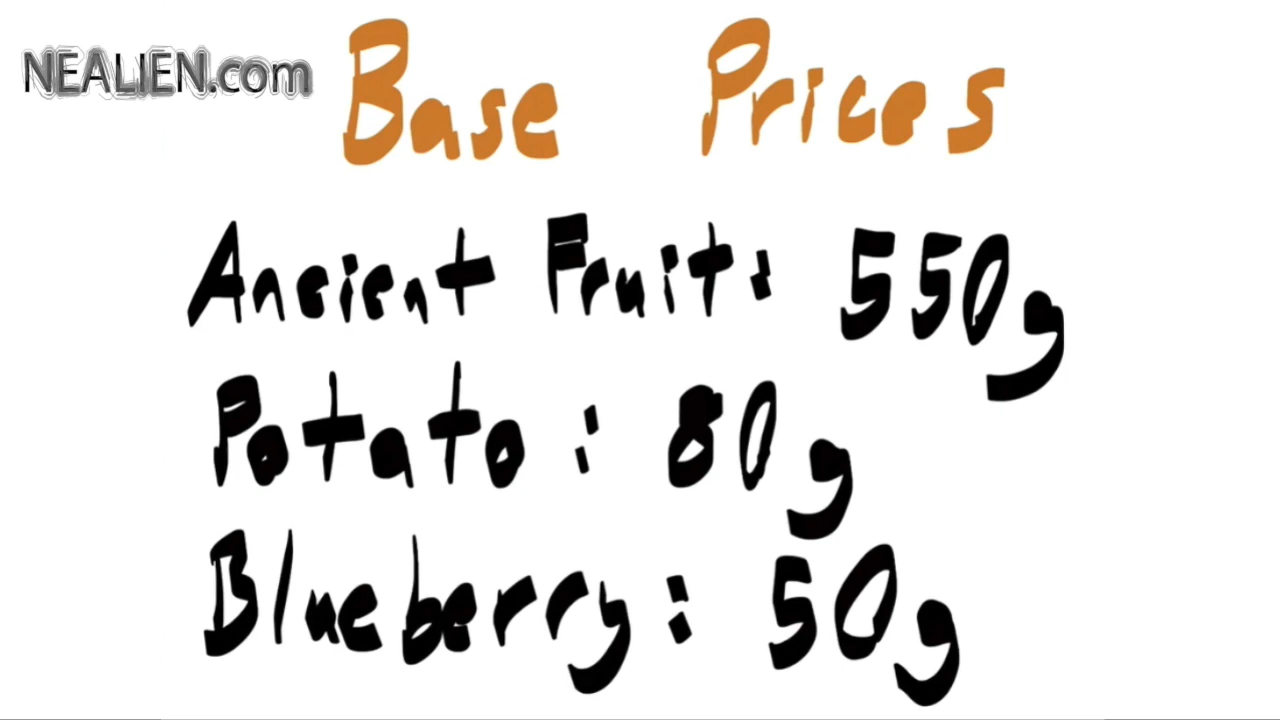 NEALIEN.com
Base Prices
Ancient Fruit: 550g
Potato: 80g
Blueberry: 50g